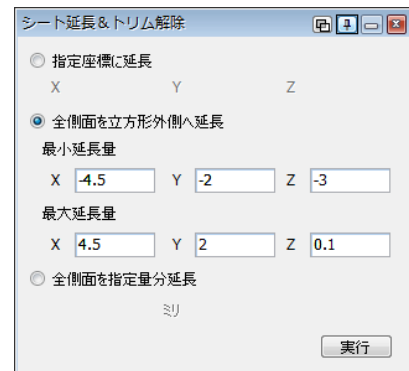 シート延長＆トリム解除
指定座標に延長
X Y Z
全側面を立方形外側へ延長
最小延長量
X -4.5 Y -2 Z -3
最大延長量
X 4.5 Y 2 Z 0.1
全側面を指定量分延長
ミリ
実行